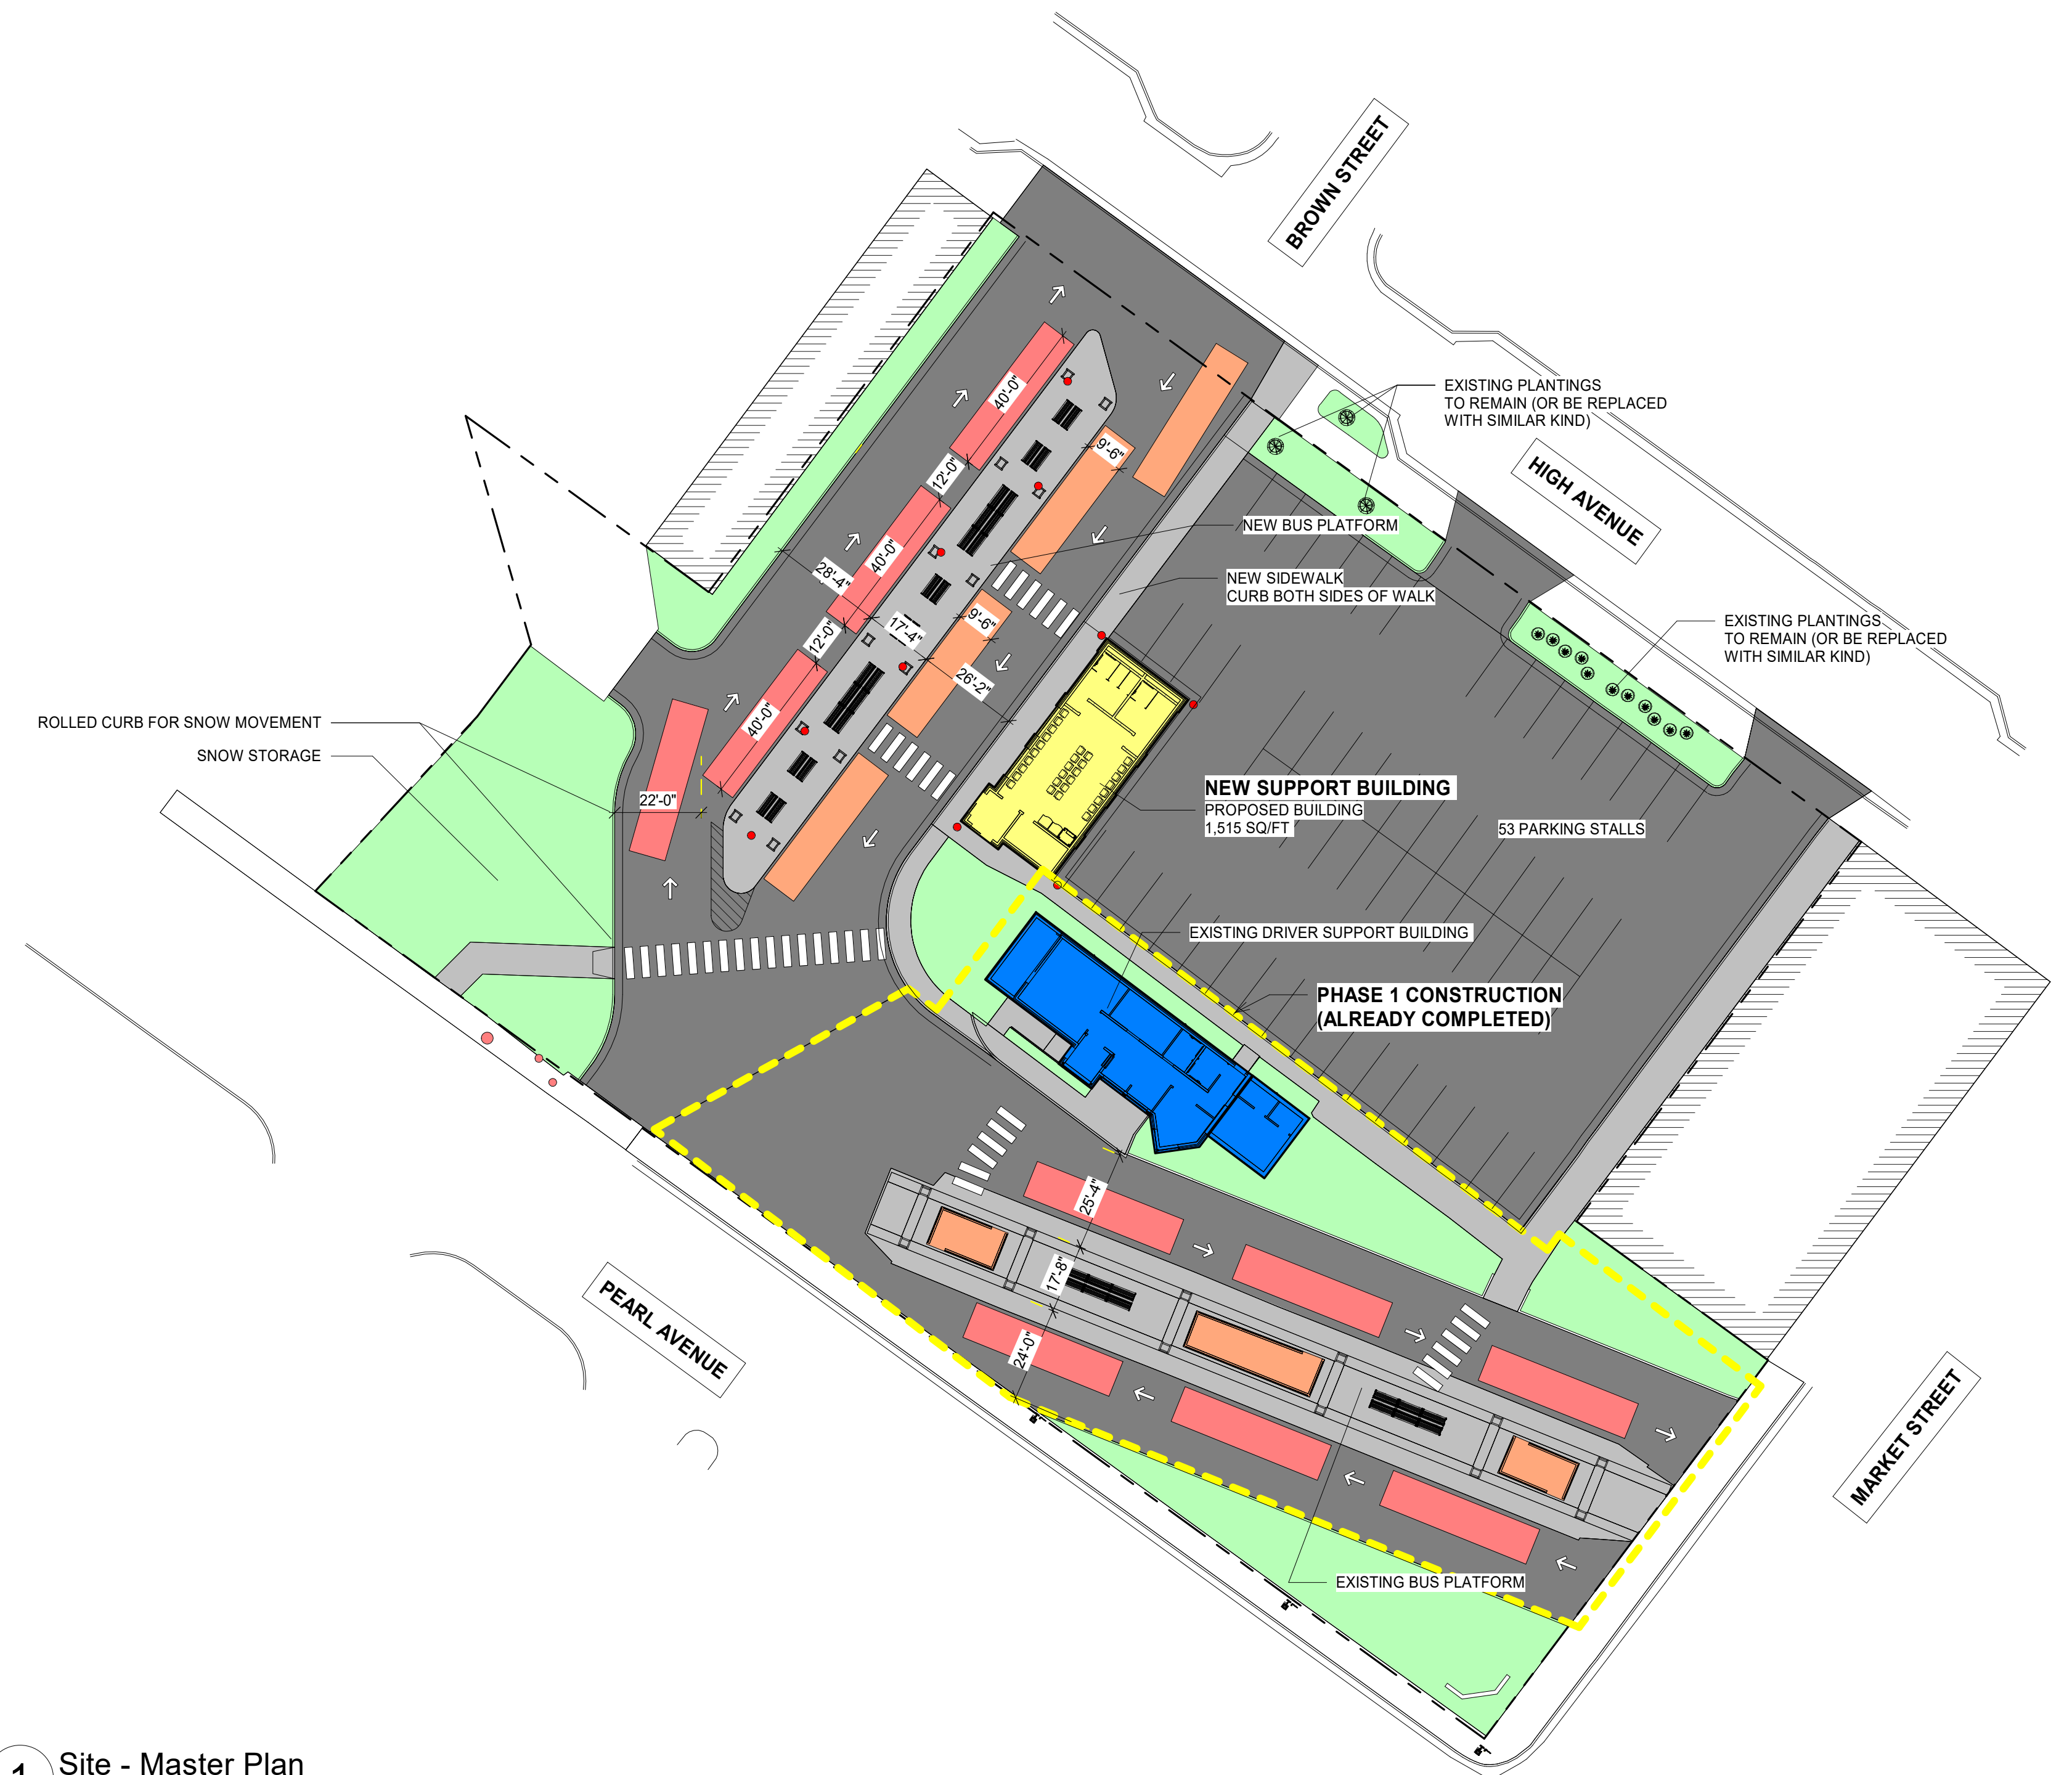 BROWN STREET
EXISTING PLANTINGS
TO REMAIN (OR BE REPLACED
WITH SIMILAR KIND)
HIGH AVENUE
40'-0"
9'-6"
12'-0"
NEW BUS PLATFORM
40'-0"
28'-4"
NEW SIDEWALK
CURB BOTH SIDES OF WALK
9'-6"
17'-4"
12'-0"
EXISTING PLANTINGS
TO REMAIN (OR BE REPLACED
WITH SIMILAR KIND)
26'-2"
40'-0"
ROLLED CURB FOR SNOW MOVEMENT
SNOW STORAGE
22'-0"
NEW SUPPORT BUILDING
PROPOSED BUILDING
1,515 SQ/FT
53 PARKING STALLS
EXISTING DRIVER SUPPORT BUILDING
PHASE 1 CONSTRUCTION
(ALREADY COMPLETED)
25'-4"
17'-8"
24'-0"
PEARL AVENUE
MARKET STREET
EXISTING BUS PLATFORM
1
Site - Master Plan